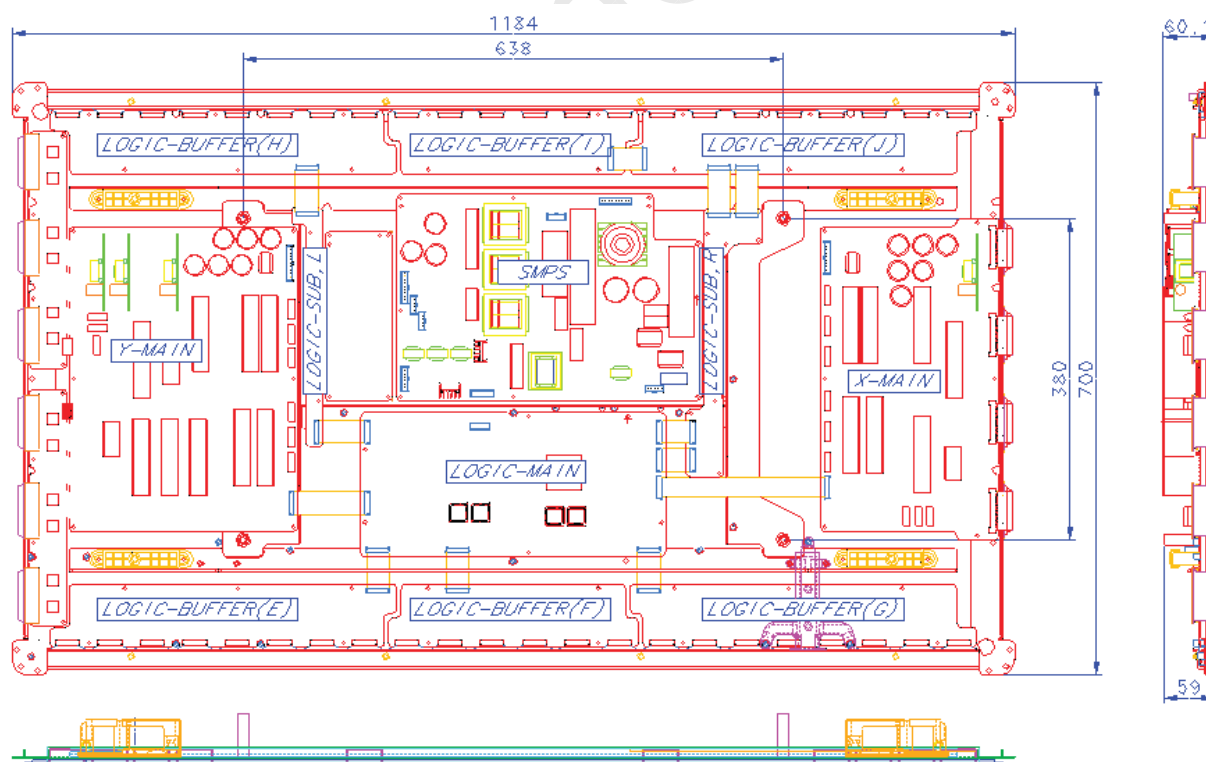 1184
60.
638
LOGIC-BUFFER(H)
LOGIC-BUFFER(I)
LOGIC-BUFFER(J)
LOGIC-SUB,L
SMPS
LOGIC-SUB,R
Y-MAIN
X-MAIN
380
700
LOGIC-MAIN
LOGIC-BUFFER(E)
LOGIC-BUFFER(F)
LOGIC-BUFFER(G)
59